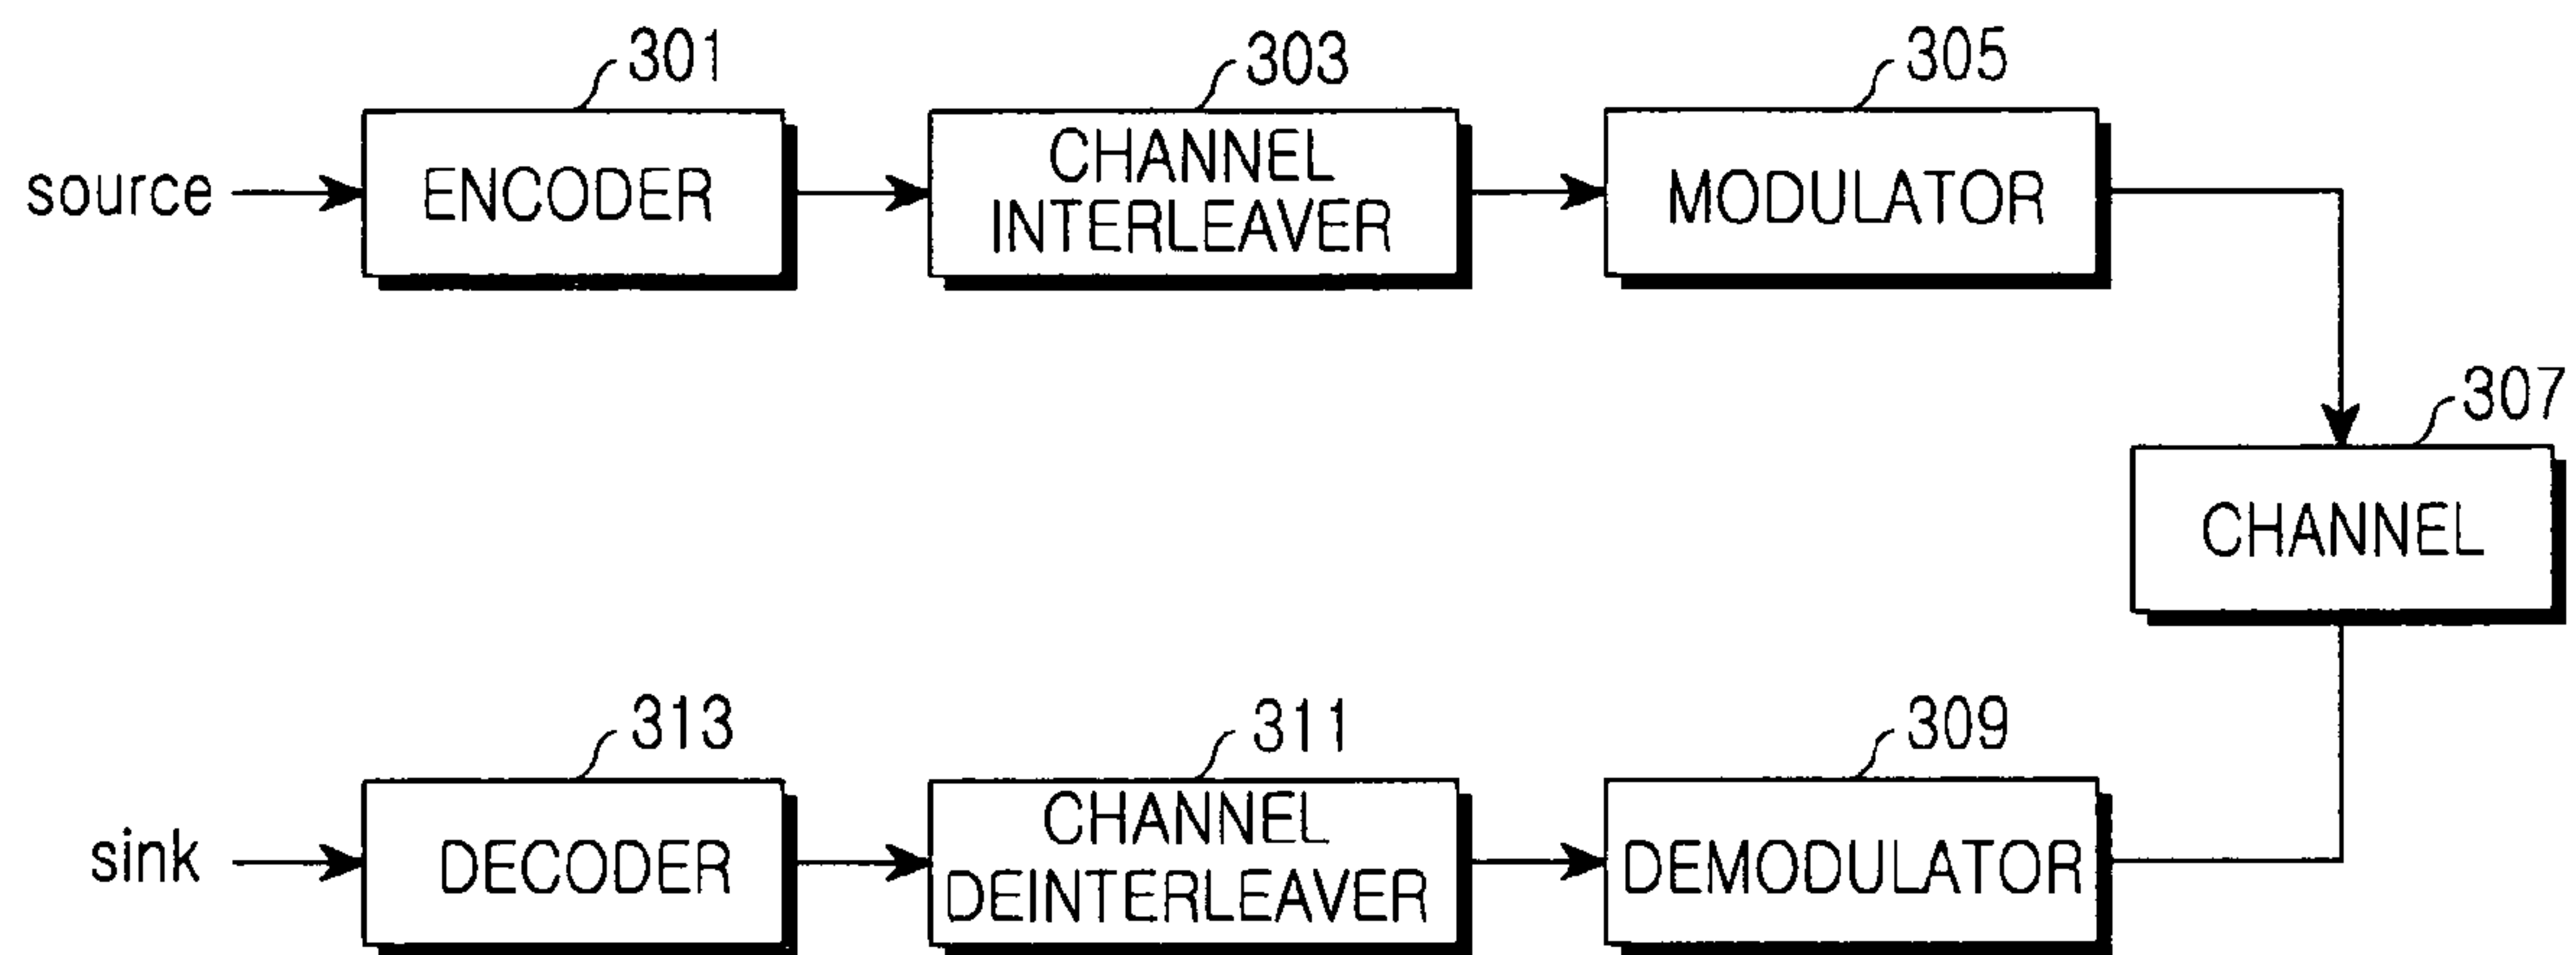 301
303
305
source
ENCODER
CHANNEL
INTERLEAVER
MODULATOR
307
CHANNEL
313
311
309
sink
DECODER
CHANNEL
DEINTERLEAVER
DEMODULATOR